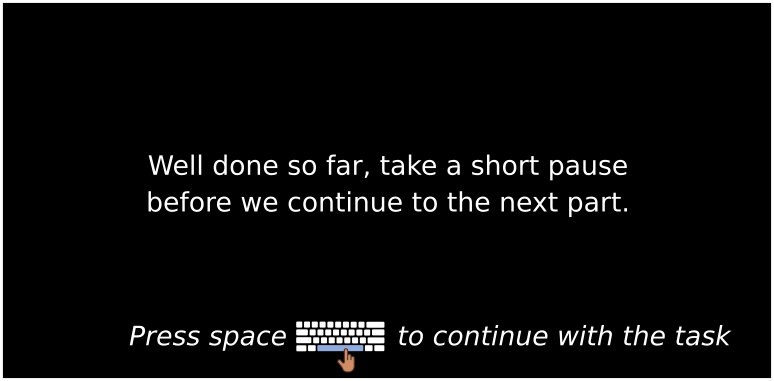 Well done so far, take a short pause
before we continue to the next part.
Press space to continue with the task